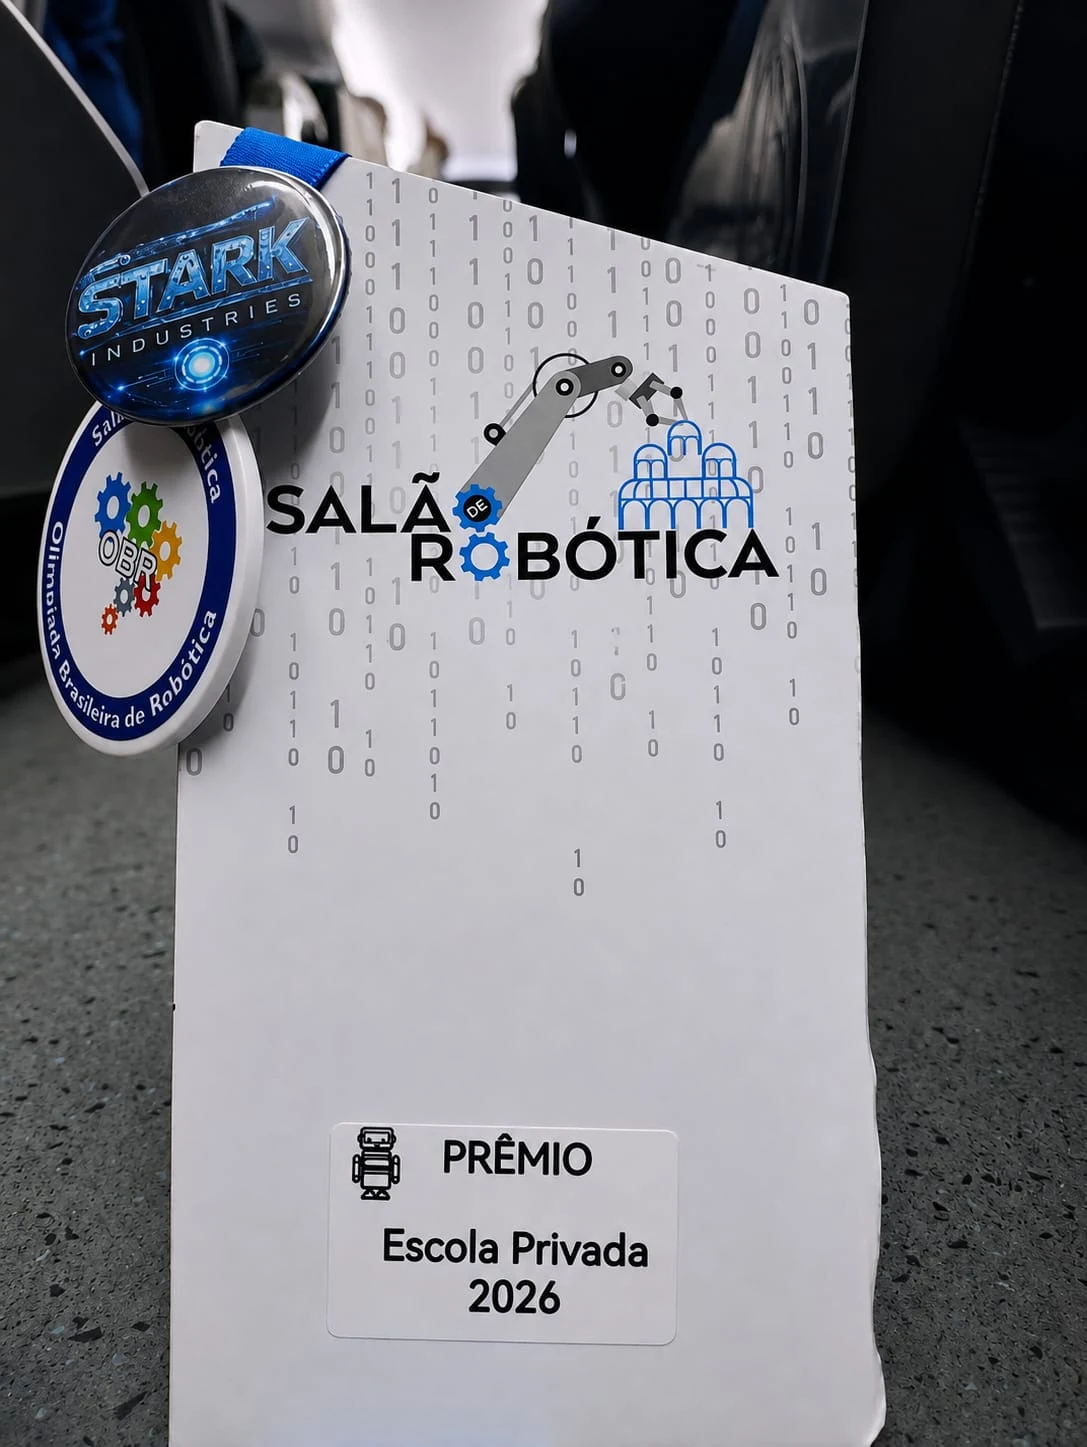 STARK
INDUSTRIES
OBR
Olimpíada Brasileira de Robótica
SALÃO
DE
ROBÓTICA
PRÊMIO
Escola Privada
2026